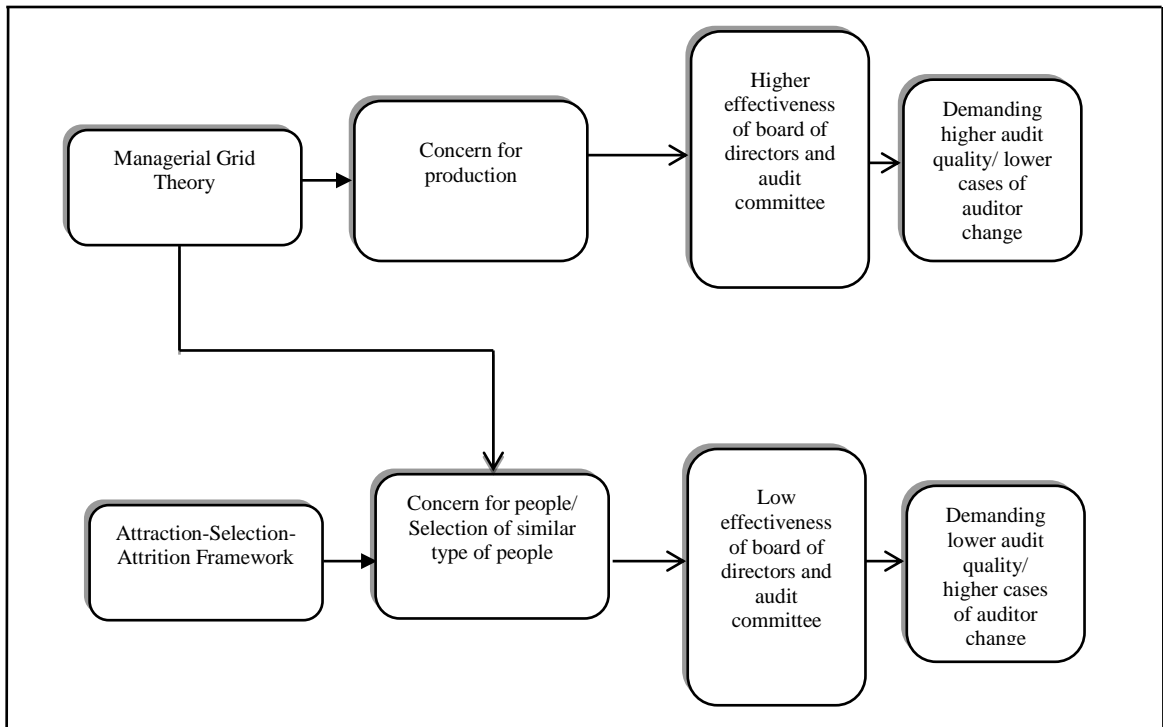 Managerial Grid
Theory
Concern for
production
Higher
effectiveness
of board of
directors and
audit
committee
Demanding
higher audit
quality/ lower
cases of
auditor
change
Attraction-Selection-
Attrition Framework
Concern for people/
Selection of similar
type of people
Low
effectiveness
of board of
directors and
audit
committee
Demanding
lower audit
quality/
higher cases
of auditor
change